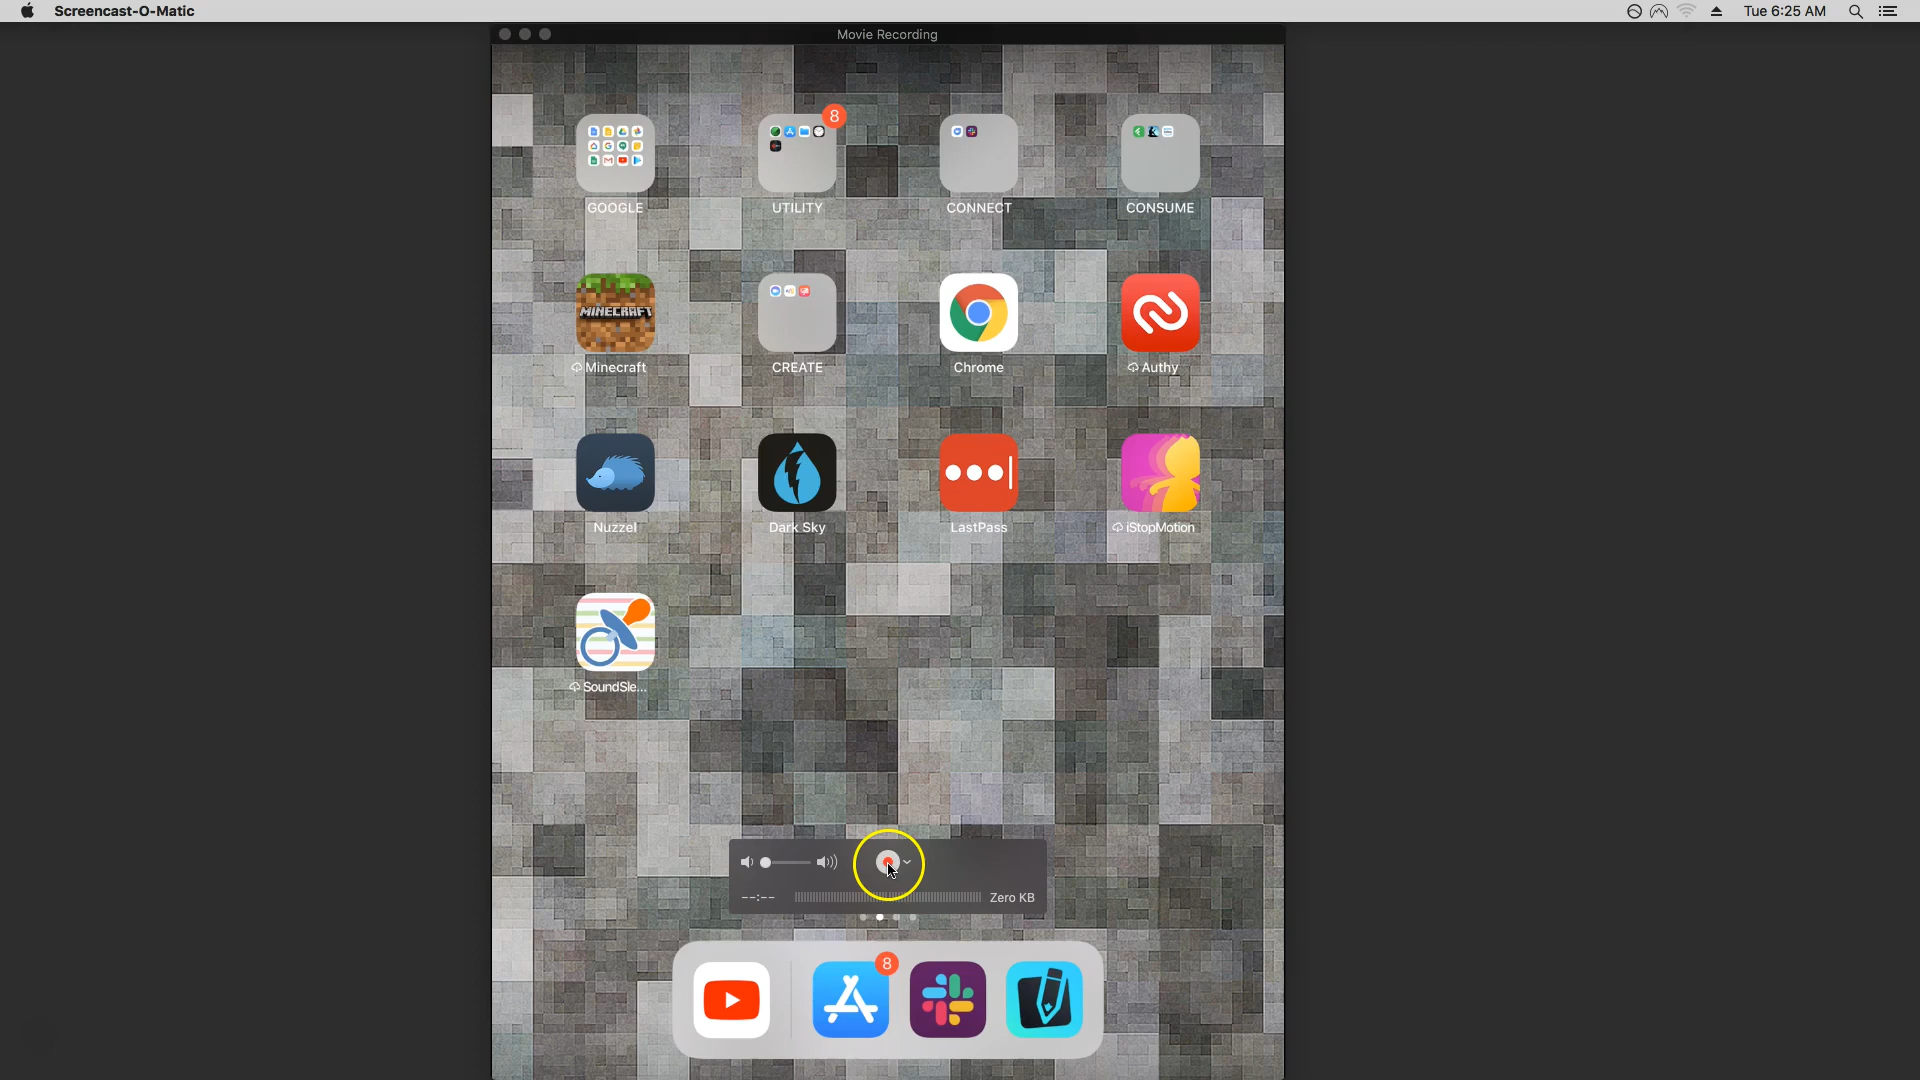 Screencast-O-Matic
Tue 6:25 AM
Movie Recording
8
GOOGLE
UTILITY
CONNECT
CONSUME
MINECRAFT
Minecraft
CREATE
Chrome
Authy
Nuzzel
Dark Sky
LastPass
iStopMotion
SoundSle...
--:--
Zero KB
8